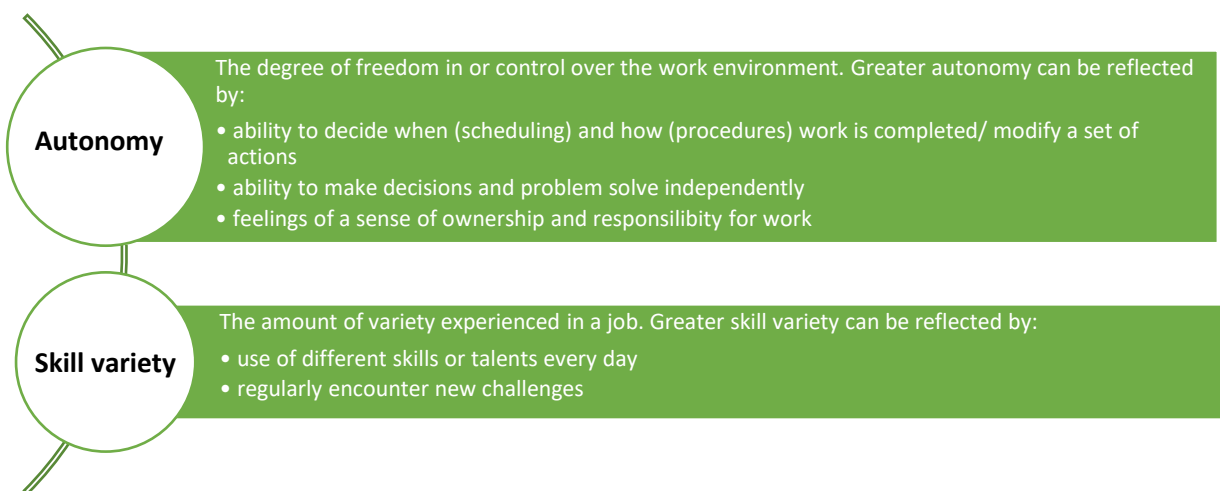 Autonomy
The degree of freedom in or control over the work environment. Greater autonomy can be reflected
by:
• ability to decide when (scheduling) and how (procedures) work is completed/ modify a set of
actions
• ability to make decisions and problem solve independently
• feelings of a sense of ownership and responsilibity for work
Skill variety
The amount of variety experienced in a job. Greater skill variety can be reflected by:
• use of different skills or talents every day
• regularly encounter new challenges